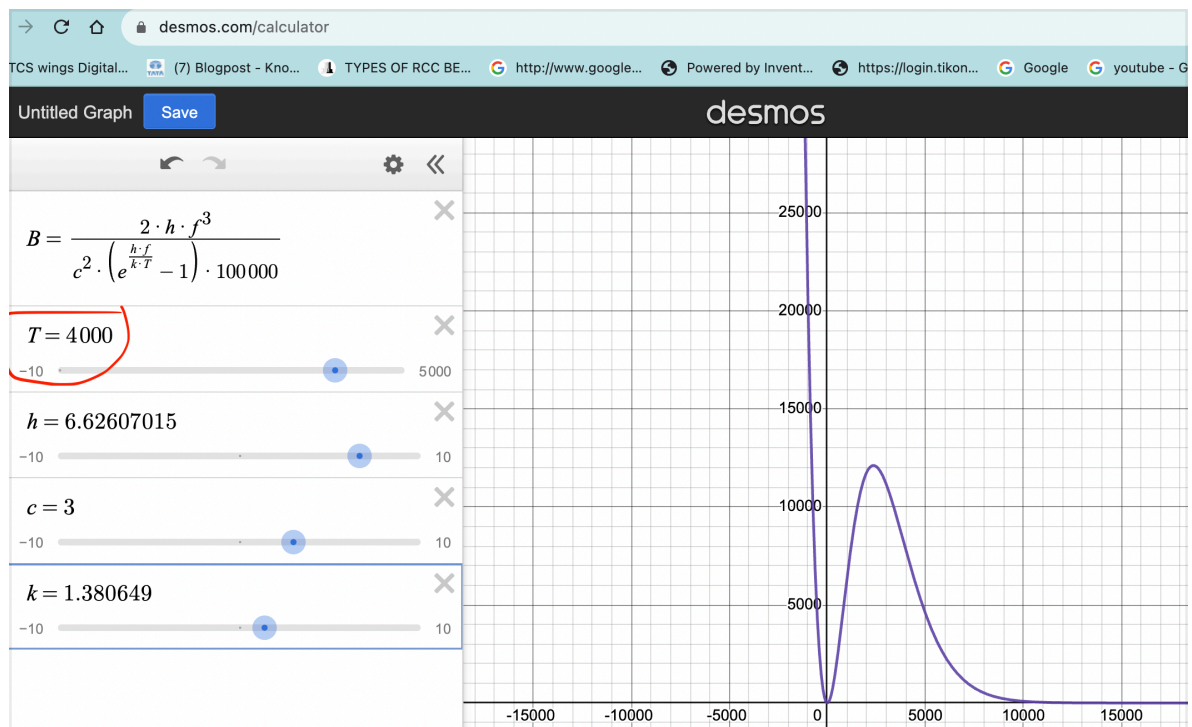 desmos.com/calculator
TCS wings Digital... TATA (7) Blogpost - Kno... TYPES OF RCC BE... http://www.google... Powered by Invent... https://login.tikon... Google youtube - G
Untitled Graph Save desmos
B = \frac{2 · h · f^3}{c^2 · (e^{\frac{h·f}{k·T}} − 1) · 100000}
T = 4000
−10 5000
h = 6.62607015
−10 10
c = 3
−10 10
k = 1.380649
−10 10
25000
20000
15000
10000
5000
-15000 -10000 -5000 0 5000 10000 15000